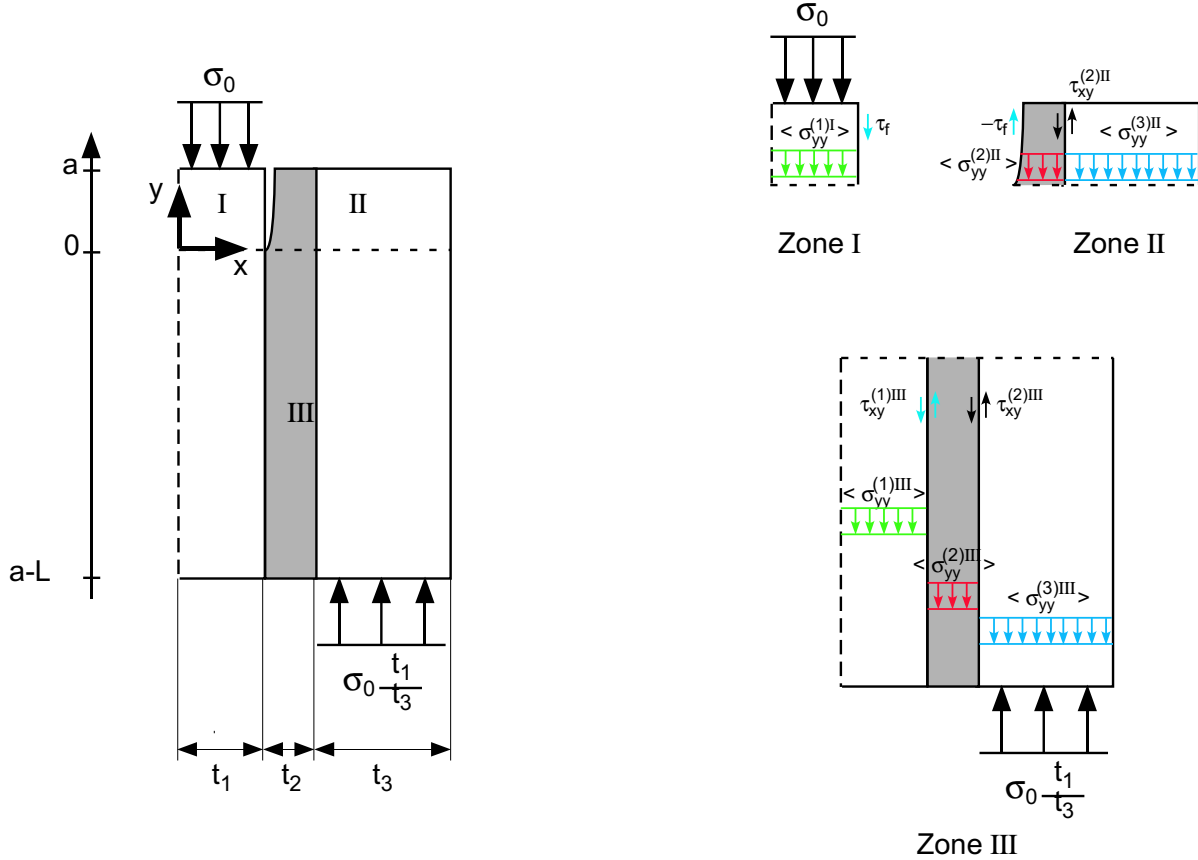 σ0
a
y
I
II
0
x
III
a-L
σ0 t1
t3
t1
t2
t3
σ0
< σyy(1)I >
τf
Zone I
τxy(2)II
−τf
< σyy(3)II >
< σyy(2)II >
Zone II
τxy(1)III
τxy(2)III
< σyy(1)III >
< σyy(2)III >
< σyy(3)III >
σ0 t1
t3
Zone III